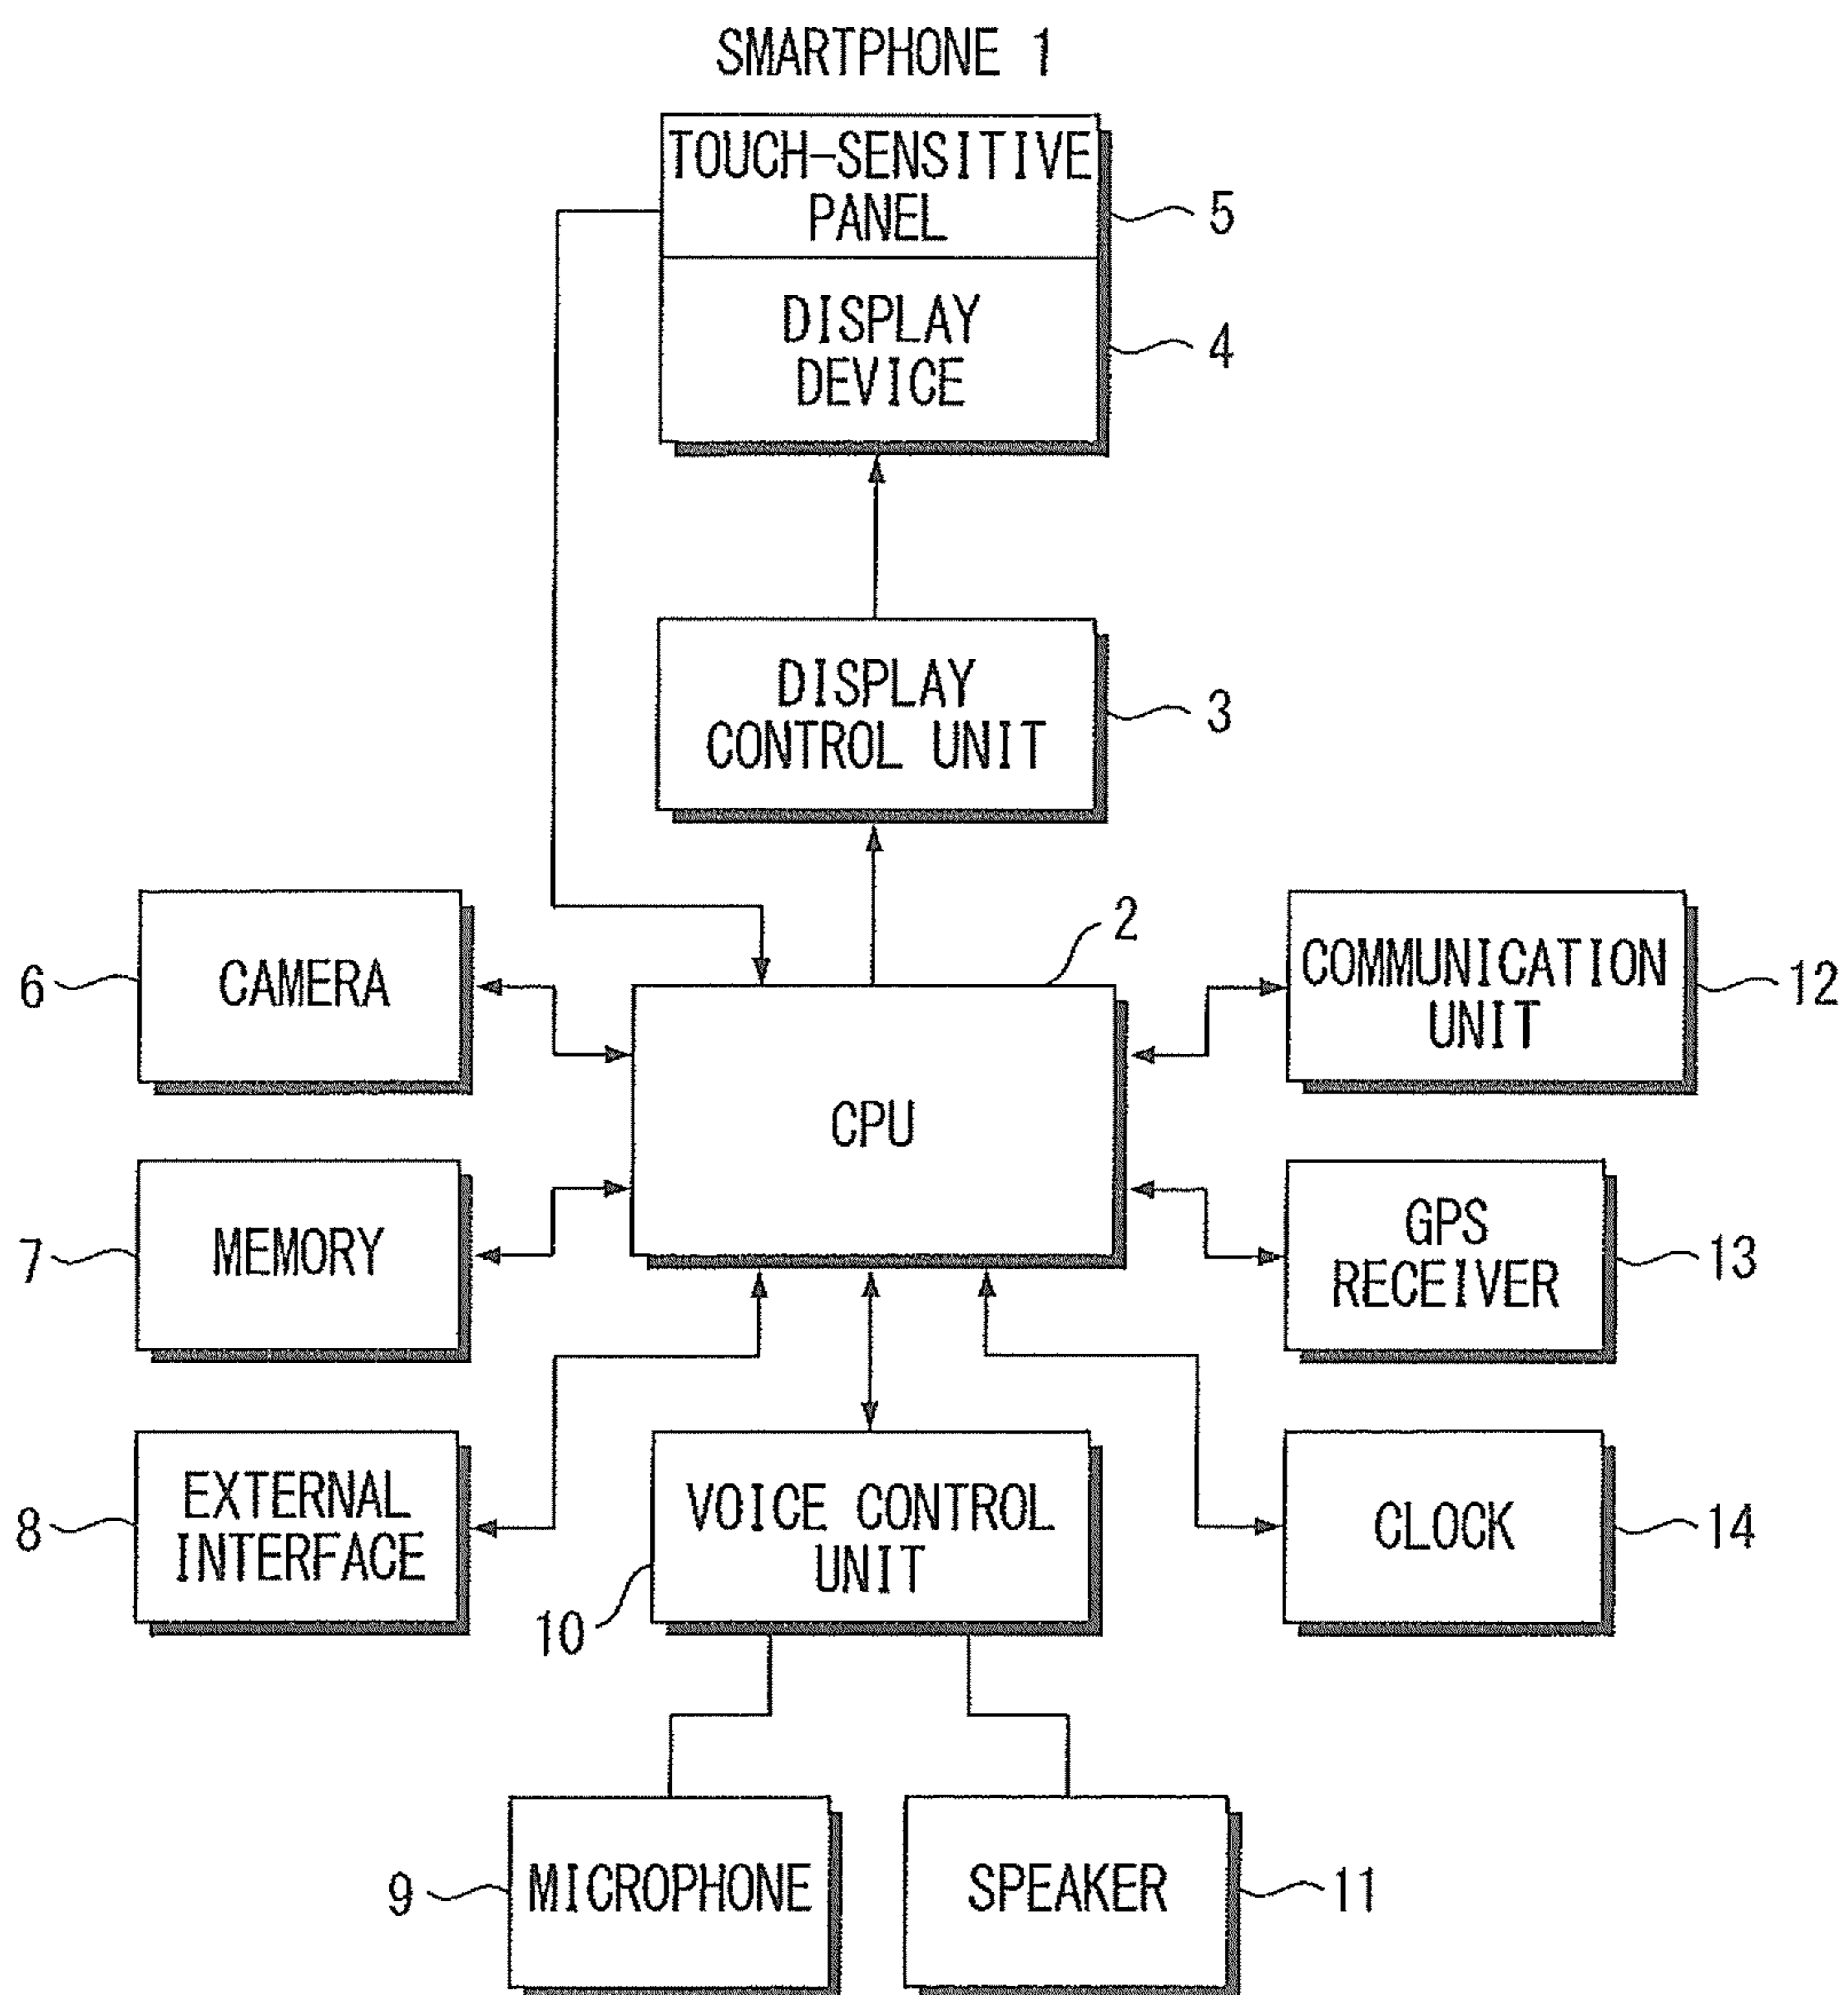 SMARTPHONE 1
TOUCH-SENSITIVE
PANEL
5
DISPLAY
DEVICE
4
DISPLAY
CONTROL UNIT
3
2
6
CAMERA
COMMUNICATION
UNIT
12
CPU
7
MEMORY
GPS
RECEIVER
13
8
EXTERNAL
INTERFACE
VOICE CONTROL
UNIT
10
CLOCK
14
9
MICROPHONE
SPEAKER
11